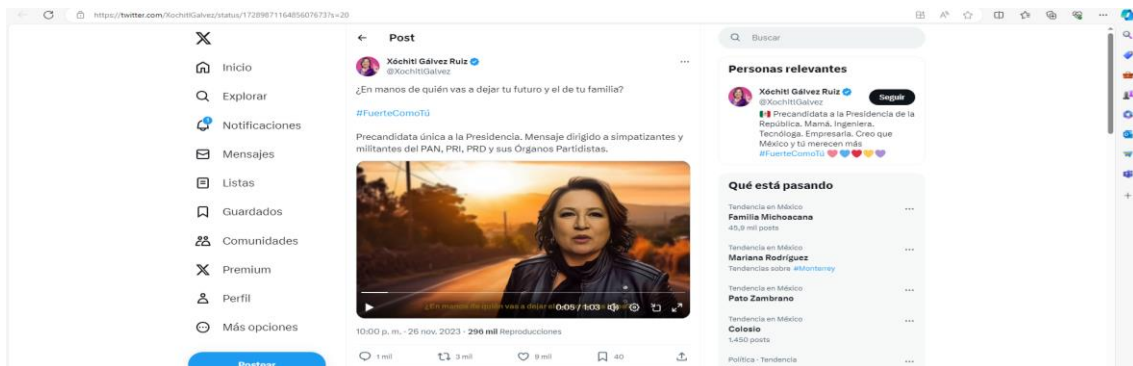 https://twitter.com/XochitlGalvez/status/1728987116485607673?s=20
Inicio
Explorar
Notificaciones
Mensajes
Listas
Guardados
Comunidades
Premium
Perfil
Más opciones
Postear
Post
Xóchitl Gálvez Ruiz
@XochitlGalvez
¿En manos de quién vas a dejar tu futuro y el de tu familia?
#FuerteComoTú
Precandidata única a la Presidencia. Mensaje dirigido a simpatizantes y
militantes del PAN, PRI, PRD y sus Órganos Partidistas.
¿En manos de quién vas a dejar
0:05 / 1:03
10:00 p. m. · 26 nov. 2023 · 296 mil Reproducciones
1 mil
3 mil
9 mil
40
Buscar
Personas relevantes
Xóchitl Gálvez Ruiz
@XochitlGalvez
Seguir
Precandidata a la Presidencia de la
República. Mamá. Ingeniera.
Tecnóloga. Empresaria. Creo que
México y tú merecen más
#FuerteComoTú
Qué está pasando
Tendencia en México
Familia Michoacana
45,9 mil posts
Tendencia en México
Mariana Rodríguez
Tendencias sobre #Monterrey
Tendencia en México
Pato Zambrano
Tendencia en México
Colosio
1.450 posts
Política · Tendencia